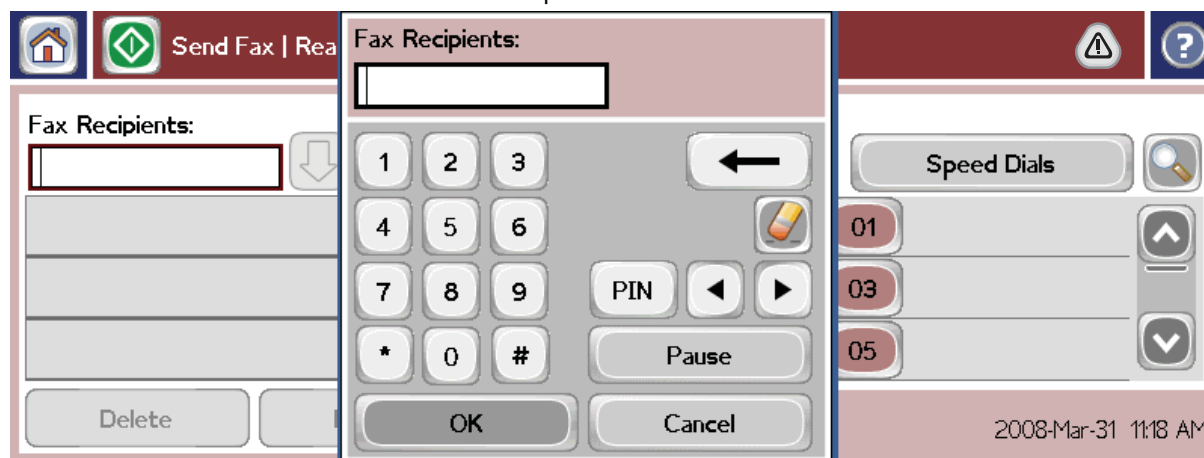 Send Fax | Rea
Fax Recipients:
Fax Recipients:
1 2 3
4 5 6
7 8 9 PIN
* 0 # Pause
OK Cancel
Speed Dials
01
03
05
Delete
2008-Mar-31 11:18 AM